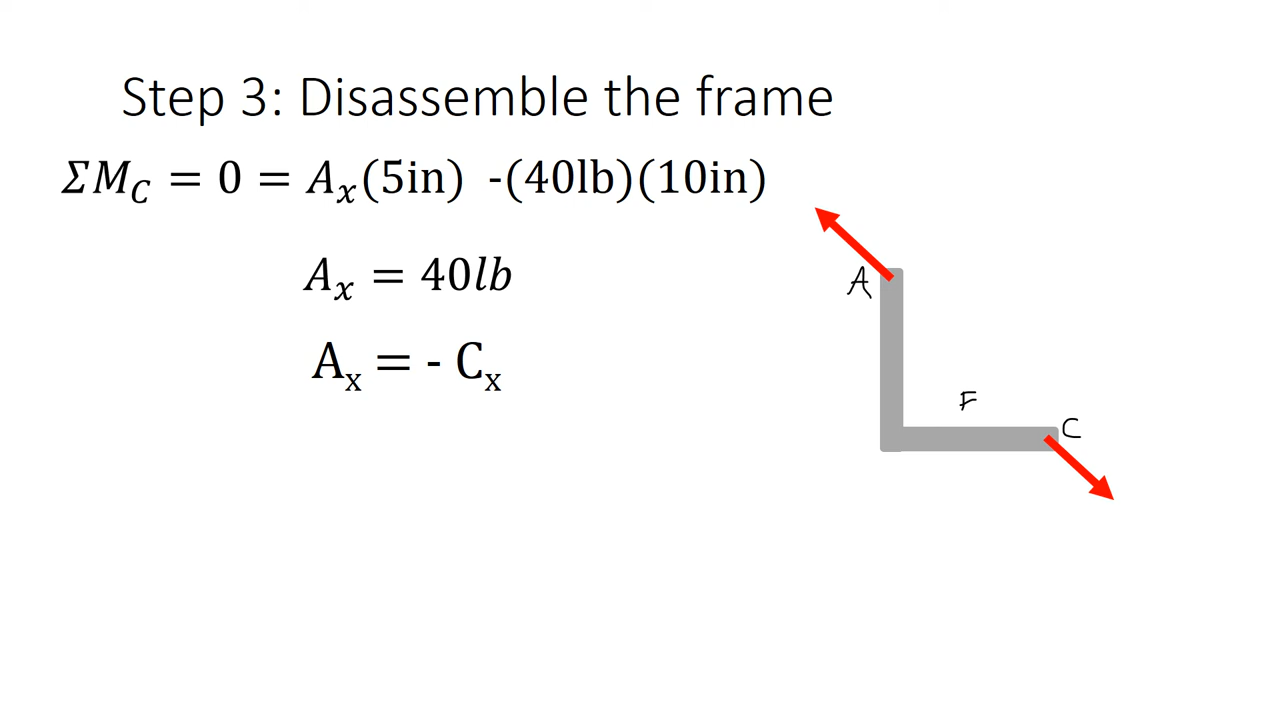 Step 3: Disassemble the frame
ΣM_C = 0 = A_x(5in) -(40lb)(10in)
A_x = 40lb
A_x = - C_x
A
F
C